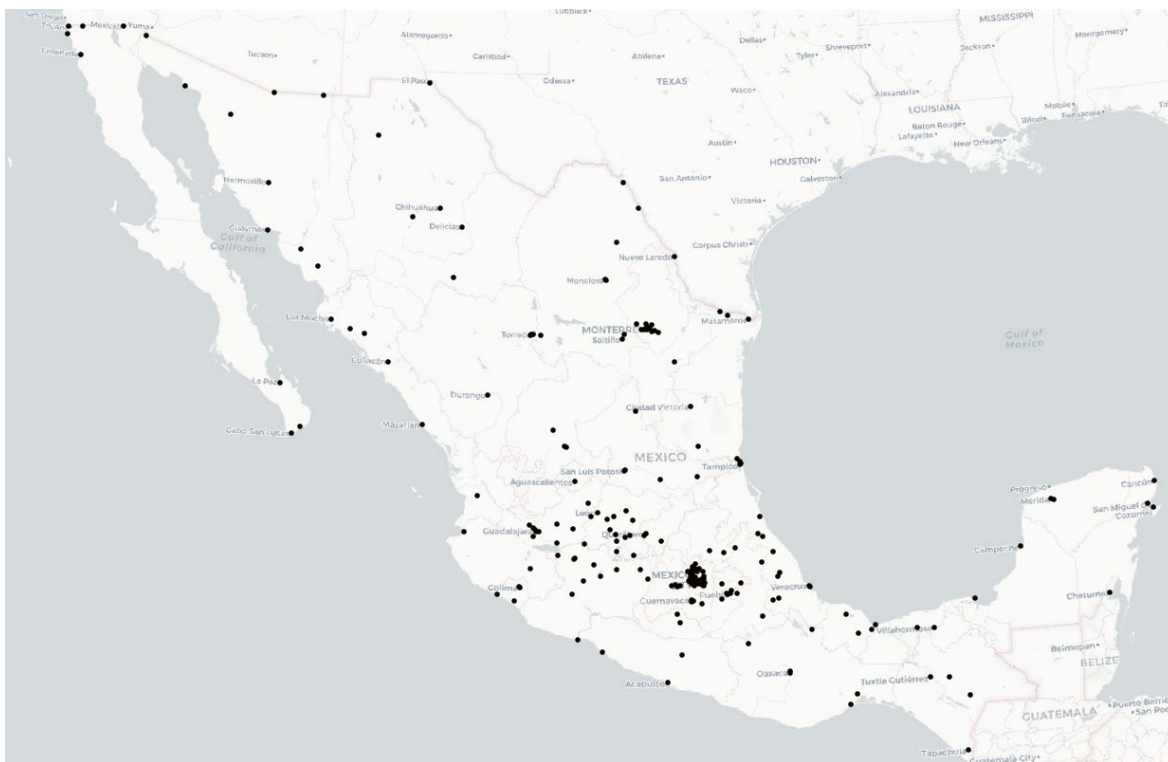 Lubbock
MISSISSIPPI
San Diego
Mexicali
Yuma
Tijuana
Ensenada
Tucson
Alamogordo
Carlsbad
Abilene
Dallas
Tyler
Shreveport
Jackson
Montgomery
El Paso
Odessa
TEXAS
Waco
Alexandria
LOUISIANA
Mobile
Pensacola
Biloxi
Baton Rouge
Lafayette
New Orleans
Austin
HOUSTON
San Antonio
Galveston
Hermosillo
Victoria
Chihuahua
Delicias
Guaymas
Gulf of
California
Corpus Christi
Nuevo Laredo
Monclova
Los Mochis
MONTERREY
Saltillo
Matamoros
Torreón
Gulf of
Mexico
Culiacán
La Paz
Durango
Ciudad Victoria
Cabo San Lucas
Mazatlán
MEXICO
San Luis Potosí
Tampico
Aguascalientes
Progreso
Mérida
Cancún
San Miguel de
Cozumel
León
Guadalajara
Querétaro
Campeche
MEXICO
Colima
Cuernavaca
Puebla
Veracruz
Chetumal
Villahermosa
Belmopan
BELIZE
Oaxaca
Tuxtla Gutiérrez
Acapulco
GUATEMALA
Puerto Barrios
San Pedro
Tapachula
Guatemala City